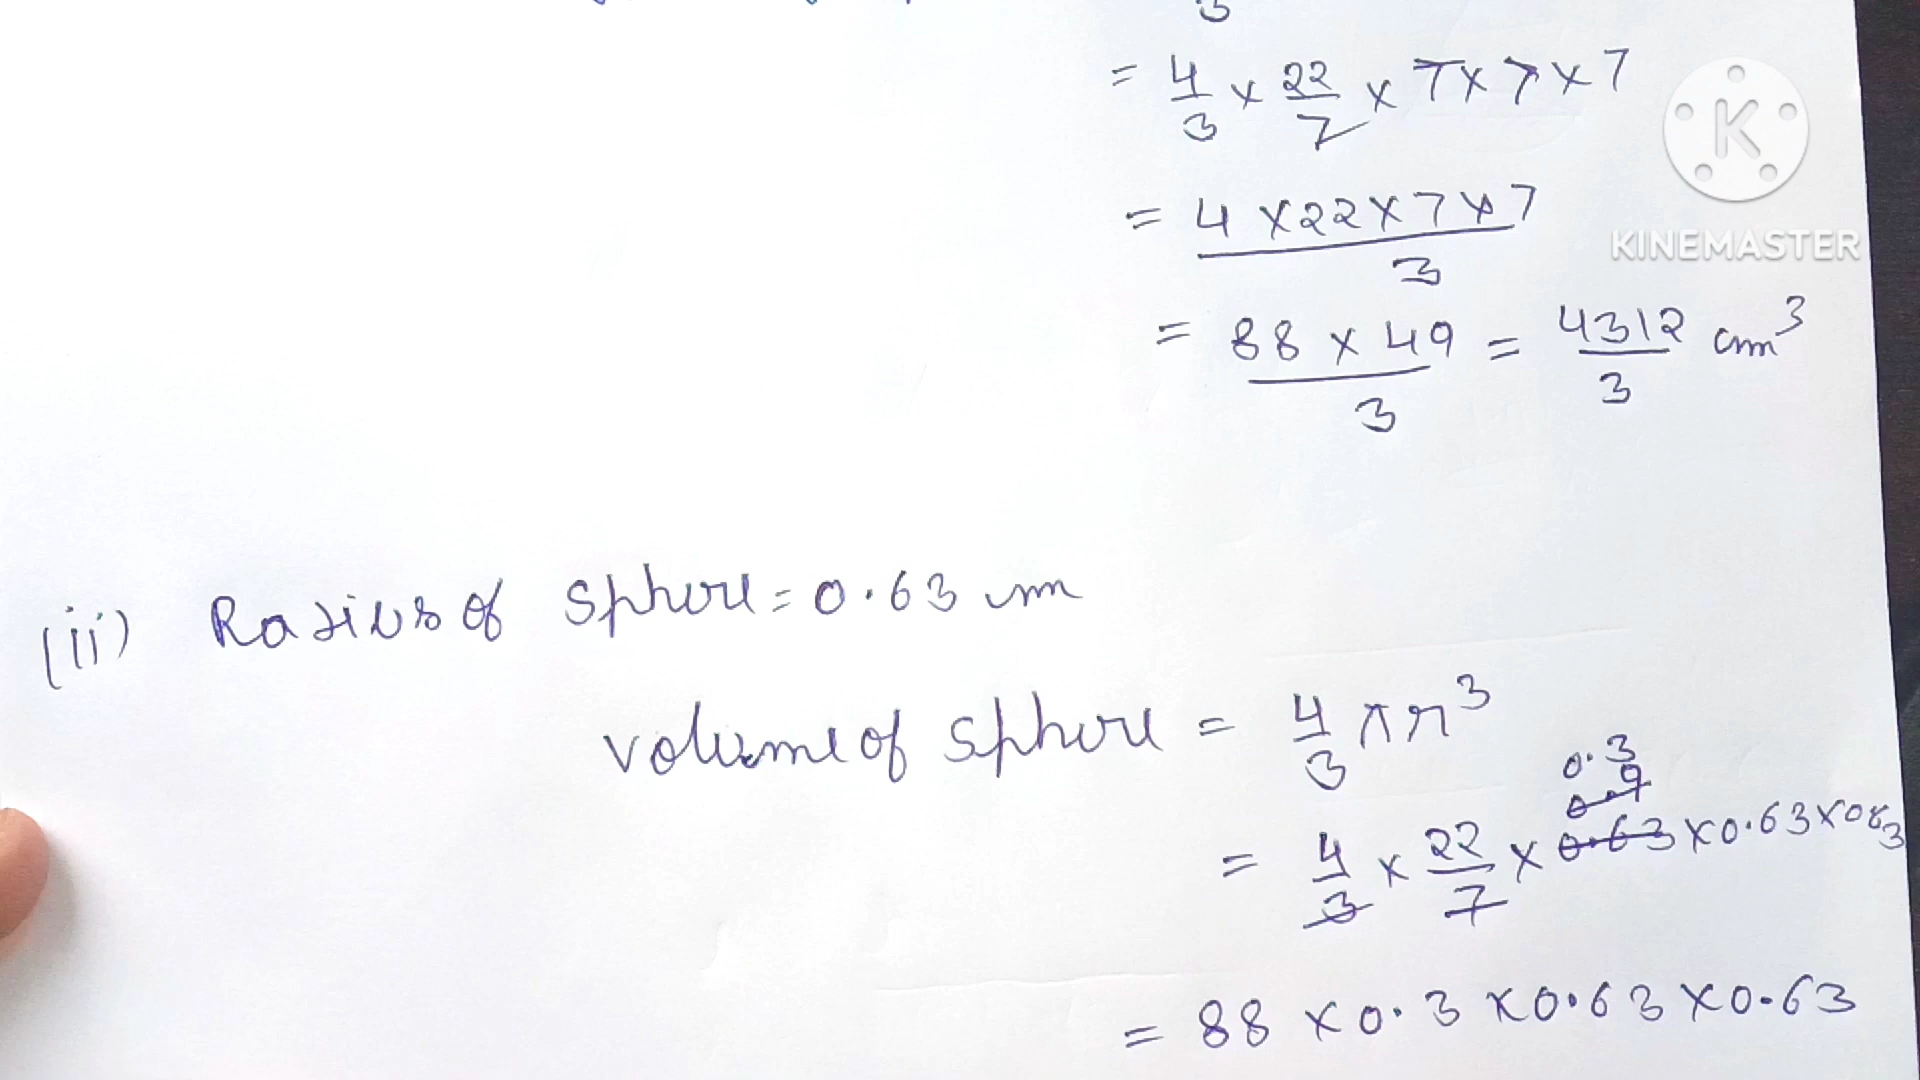 3
= 4/3 × 22/7 × 7 × 7 × 7
= 4 × 22 × 7 × 7 / 3
= 88 × 49 / 3 = 4312 / 3 cm³
K
KINEMASTER
(ii) Radius of sphere = 0.63 cm
volume of sphere = 4/3 πr³
0.3
0.9
= 4/3 × 22/7 × 0.63 × 0.63 × 0.63
= 88 × 0.3 × 0.63 × 0.63